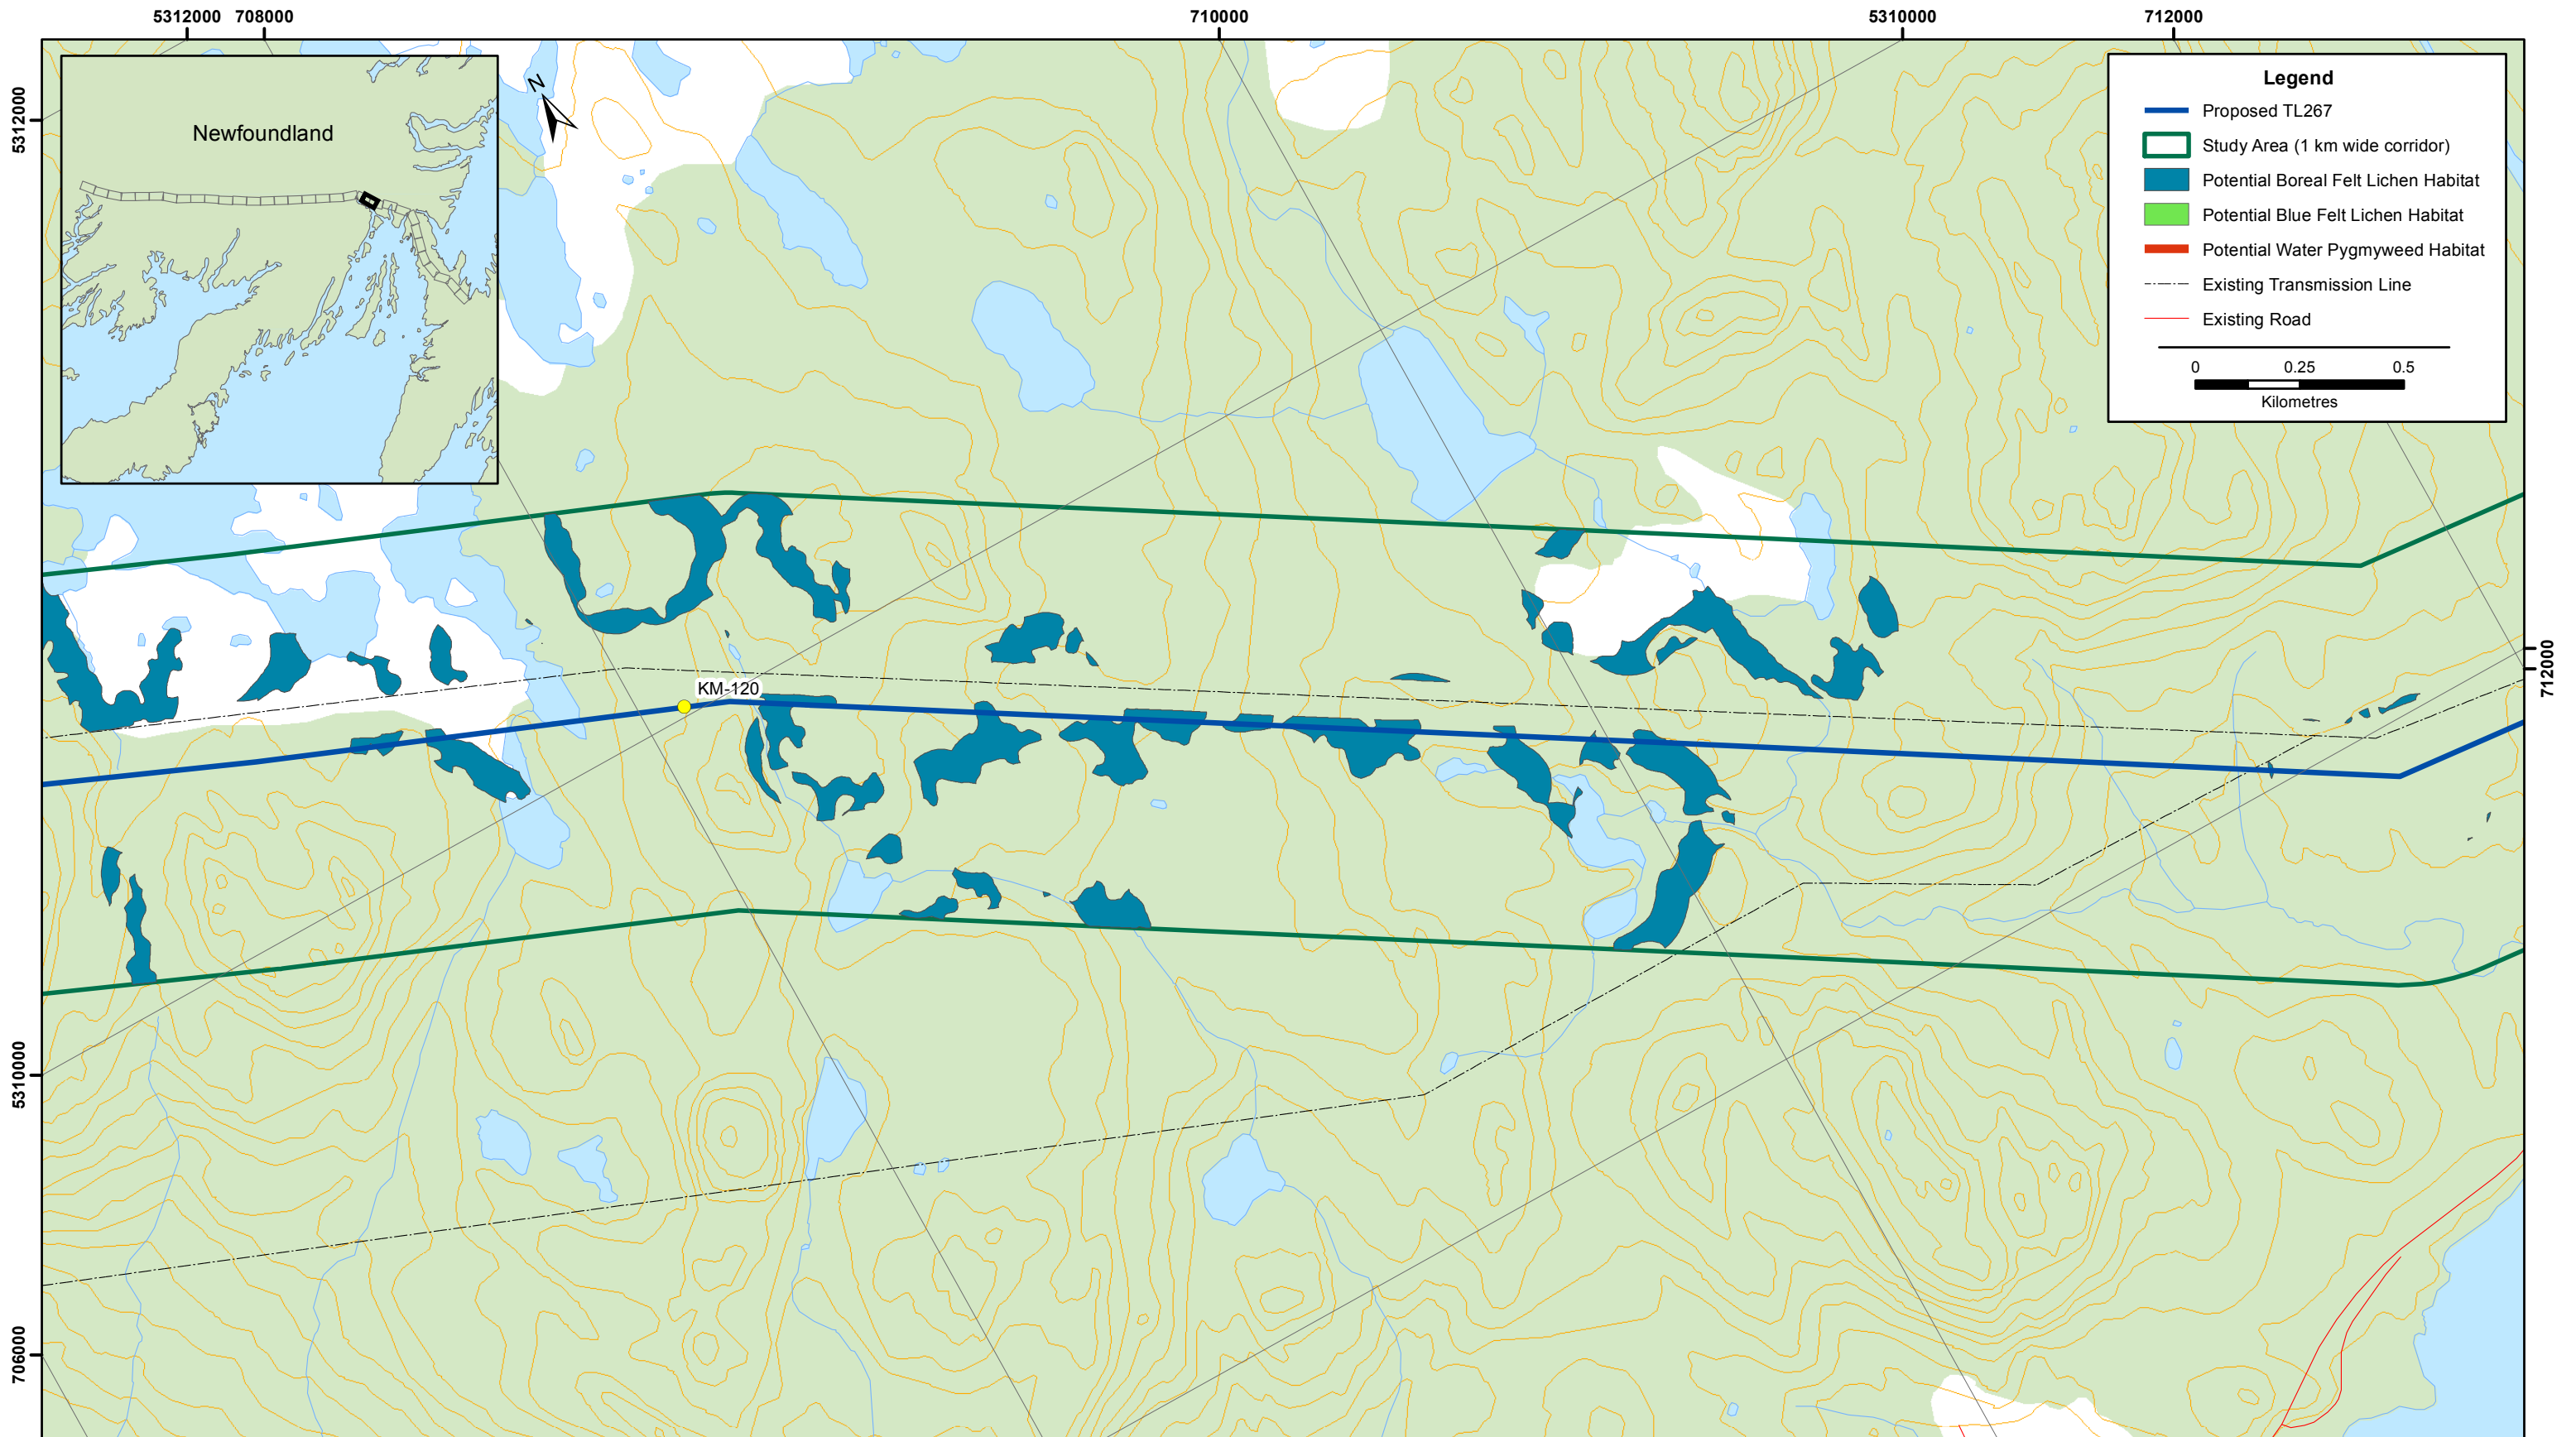 5312000 708000 710000 5310000 712000
5312000
N
Newfoundland
Legend
Proposed TL267
Study Area (1 km wide corridor)
Potential Boreal Felt Lichen Habitat
Potential Blue Felt Lichen Habitat
Potential Water Pygmyweed Habitat
Existing Transmission Line
Existing Road
0 0.25 0.5
Kilometres
KM-120
712000
5310000
706000